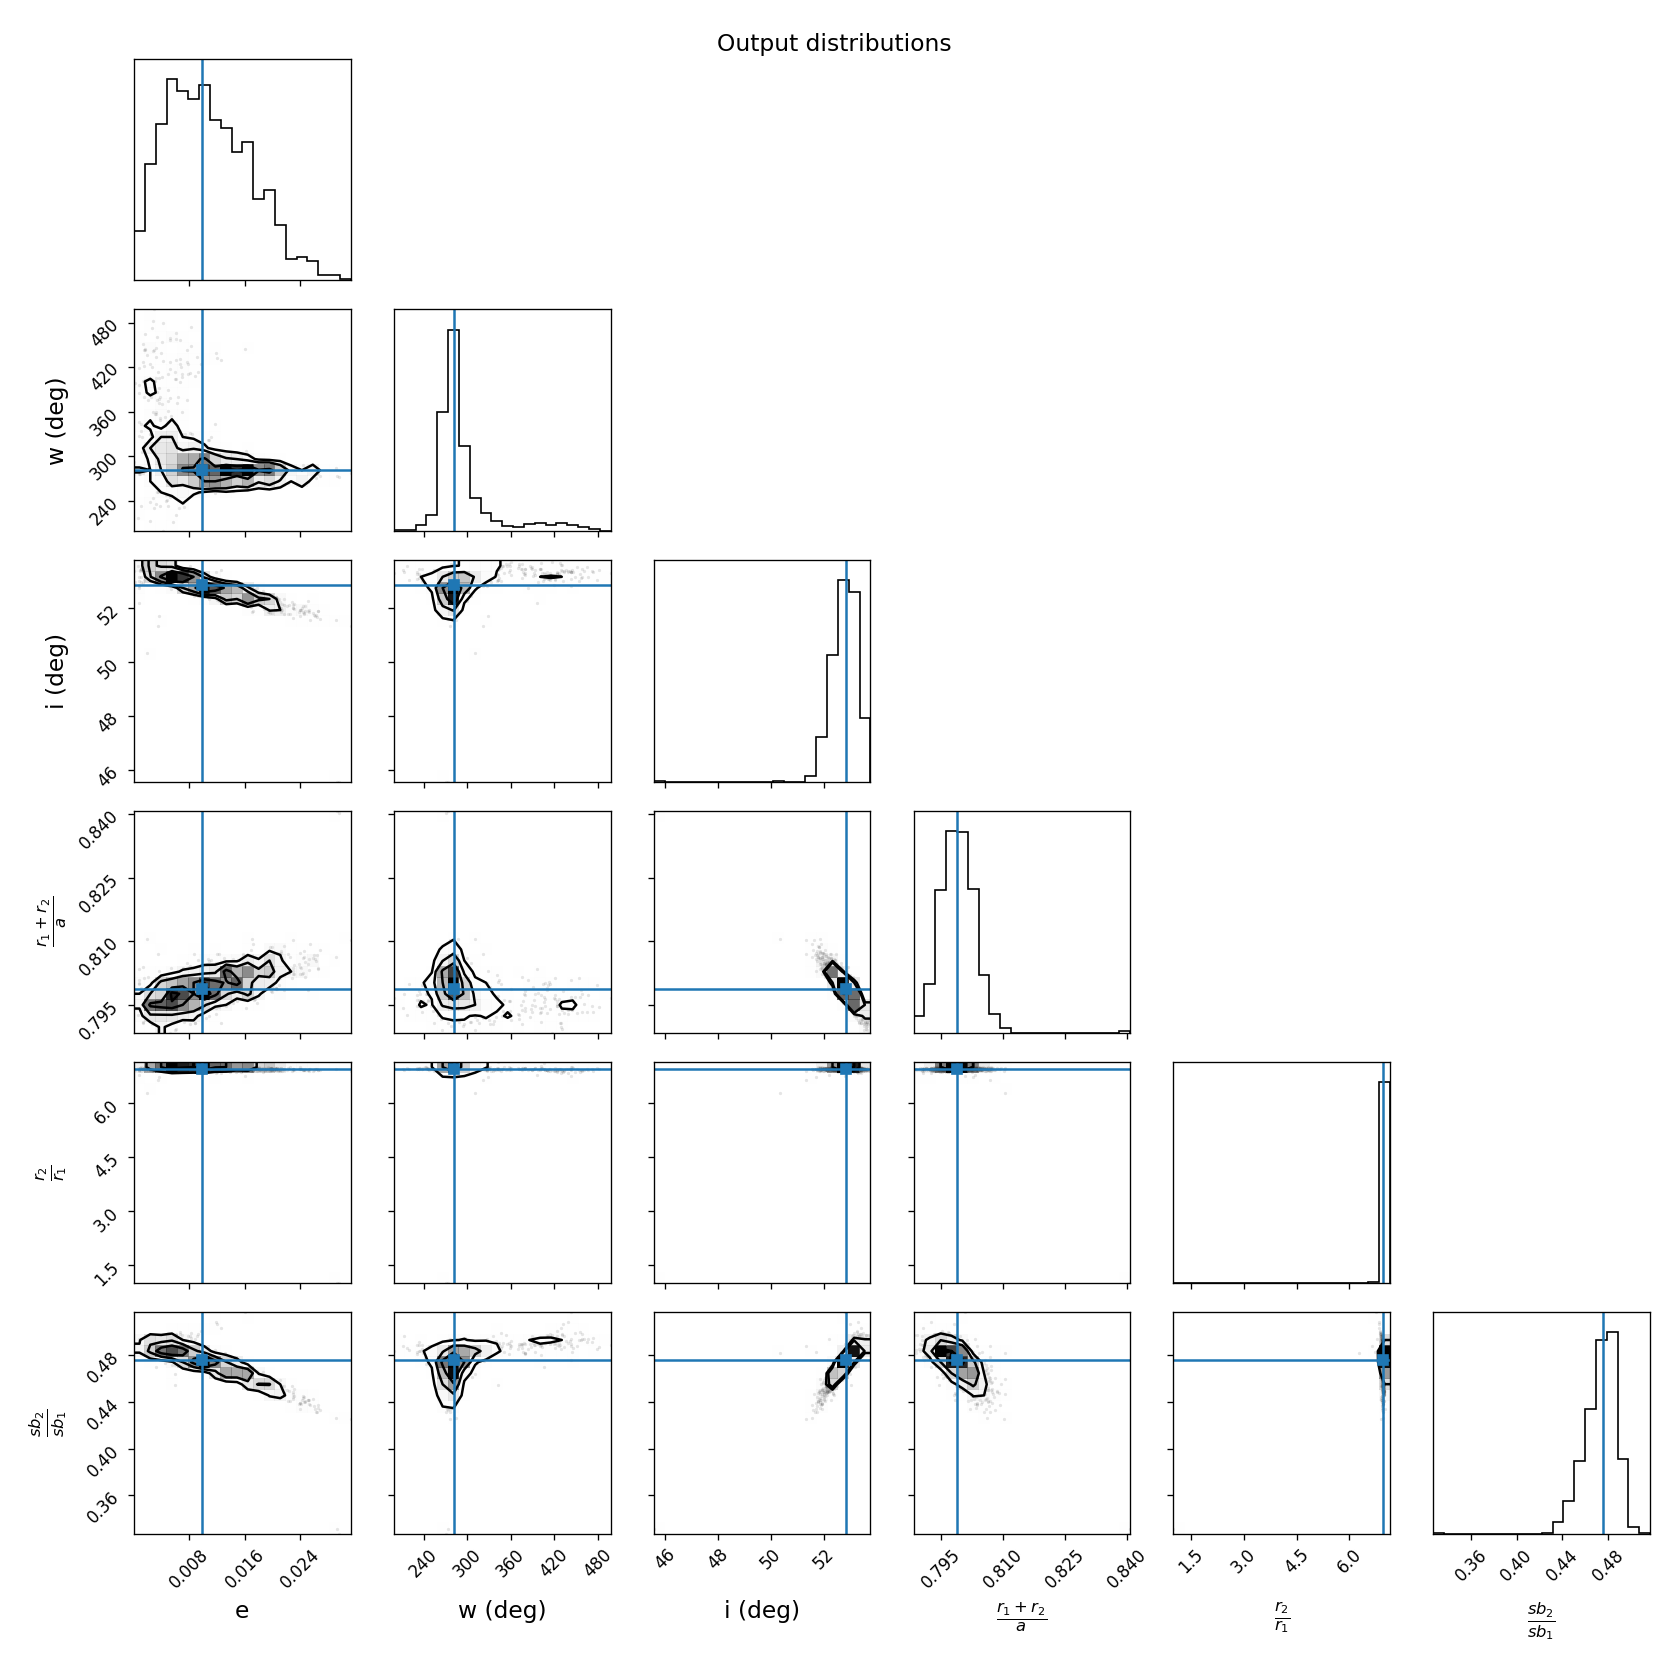 Output distributions
480
420
360
300
240
w (deg)
52
50
48
46
i (deg)
0.840
0.825
0.810
0.795
r₁ + r₂
a
6.0
4.5
3.0
1.5
r₂
r₁
0.48
0.44
0.40
0.36
sb₂
sb₁
0.008 0.016 0.024
240 300 360 420 480
46 48 50 52
0.795 0.810 0.825 0.840
1.5 3.0 4.5 6.0
0.36 0.40 0.44 0.48
e
w (deg)
i (deg)
r₁ + r₂
a
r₂
r₁
sb₂
sb₁